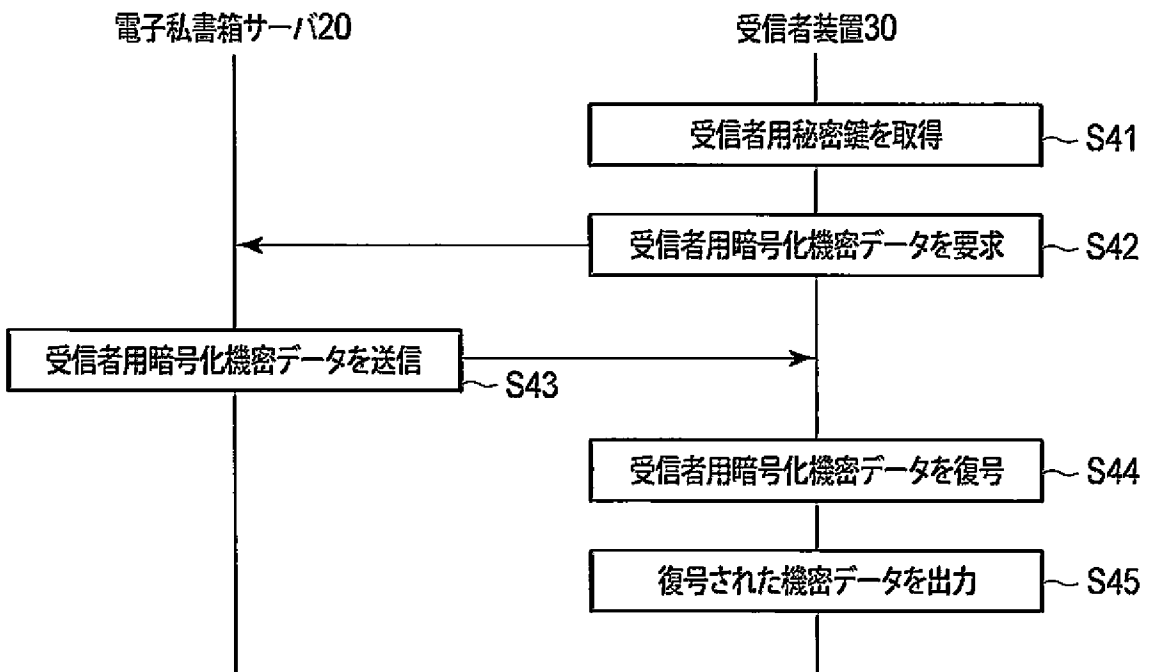 電子私書箱サーバ20
受信者装置30
受信者用秘密鍵を取得
S41
受信者用暗号化機密データを要求
S42
受信者用暗号化機密データを送信
S43
受信者用暗号化機密データを復号
S44
復号された機密データを出力
S45